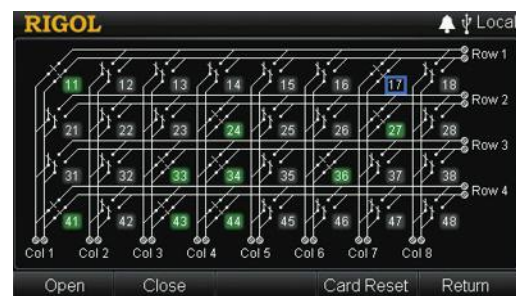 RIGOL Local
Row 1
11 12 13 14 15 16 17 18
Row 2
21 22 23 24 25 26 27 28
Row 3
31 32 33 34 35 36 37 38
Row 4
41 42 43 44 45 46 47 48
Col 1 Col 2 Col 3 Col 4 Col 5 Col 6 Col 7 Col 8
Open Close Card Reset Return